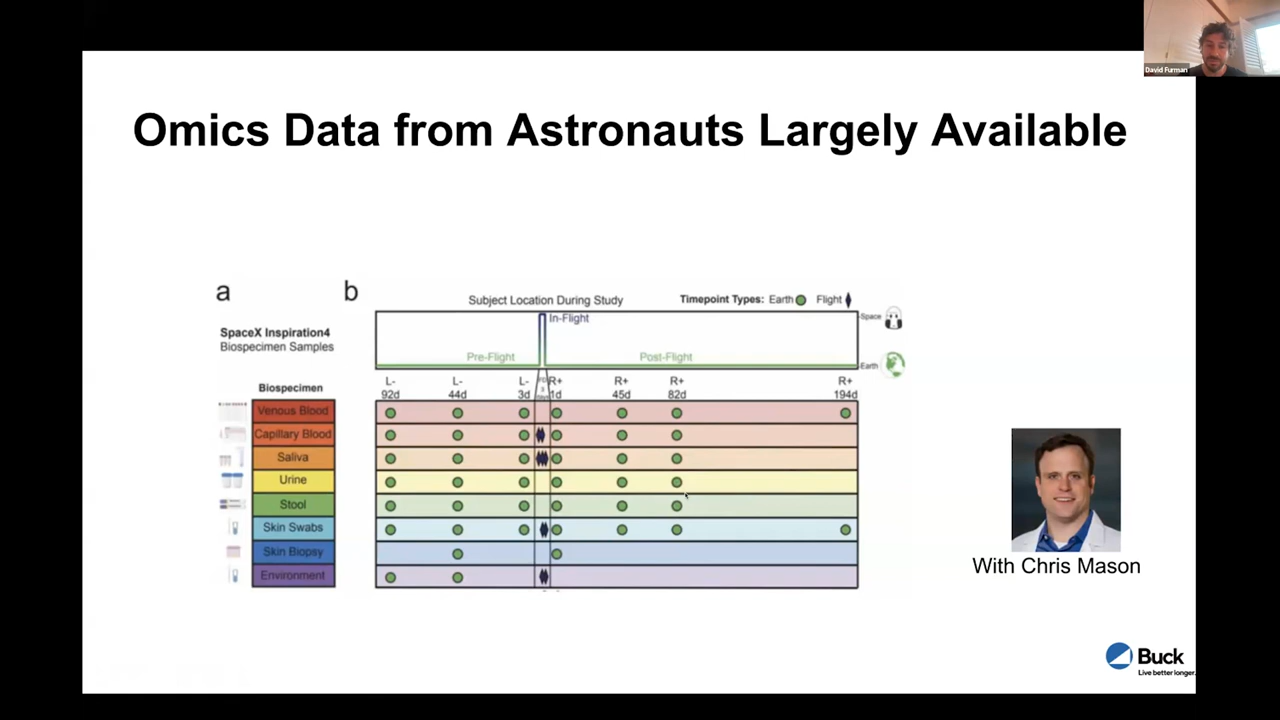 David Furman
Omics Data from Astronauts Largely Available
a
b
Subject Location During Study
Timepoint Types: Earth Flight
SpaceX Inspiration4
Biospecimen Samples
In-Flight
Space
Pre-Flight
Post-Flight
Earth
Biospecimen
L-
92d
L-
44d
L-
3d
R+
1d
R+
45d
R+
82d
R+
194d
Venous Blood
Capillary Blood
Saliva
Urine
Stool
Skin Swabs
Skin Biopsy
Environment
With Chris Mason
Buck
Live better longer.